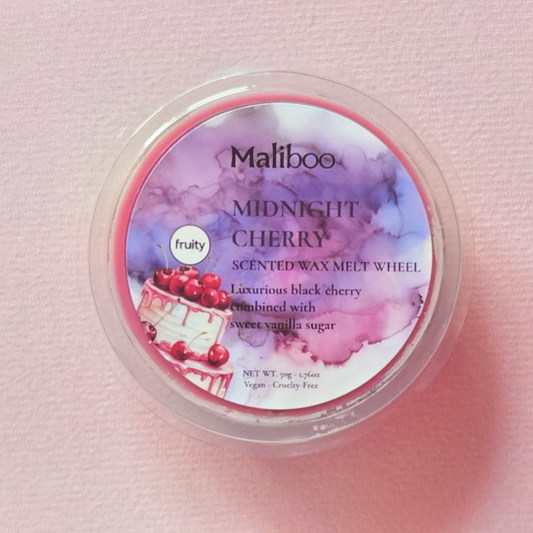 Maliboo
MIDNIGHT
CHERRY
fruity
SCENTED WAX MELT WHEEL
Luxurious black cherry
combined with
sweet vanilla sugar
NET WT. 50g - 1.76oz
Vegan - Cruelty-Free